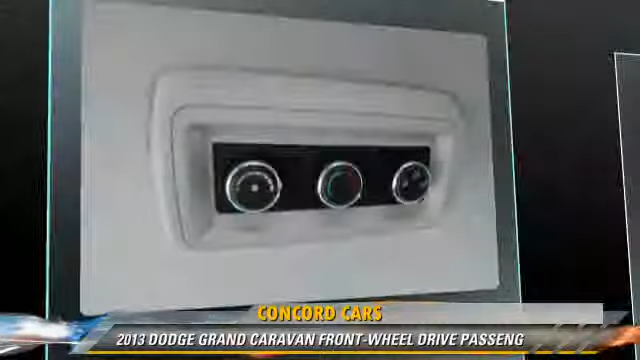 CONCORD CARS
2013 DODGE GRAND CARAVAN FRONT-WHEEL DRIVE PASSENG